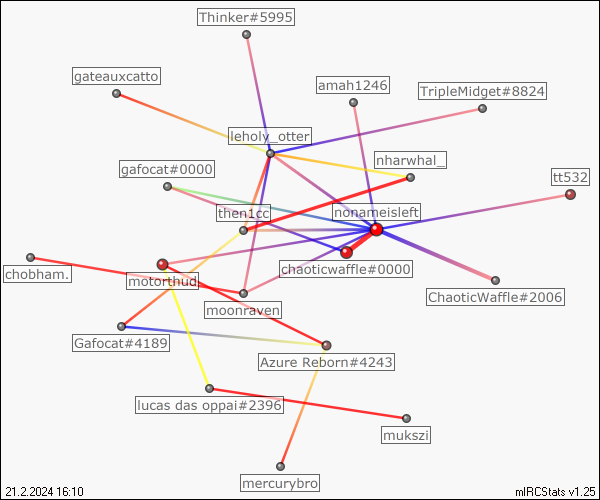 Thinker#5995
gateauxcatto
amah1246
TripleMidget#8824
leholy_otter
nharwhal_
gafocat#0000
tt532
then1cc
nonameisleft
chaoticwaffle#0000
chobham.
motorthud
moonraven
ChaoticWaffle#2006
Gafocat#4189
Azure Reborn#4243
lucas das oppai#2396
mukszi
mercurybro
21.2.2024 16:10
mIRCStats v1.25